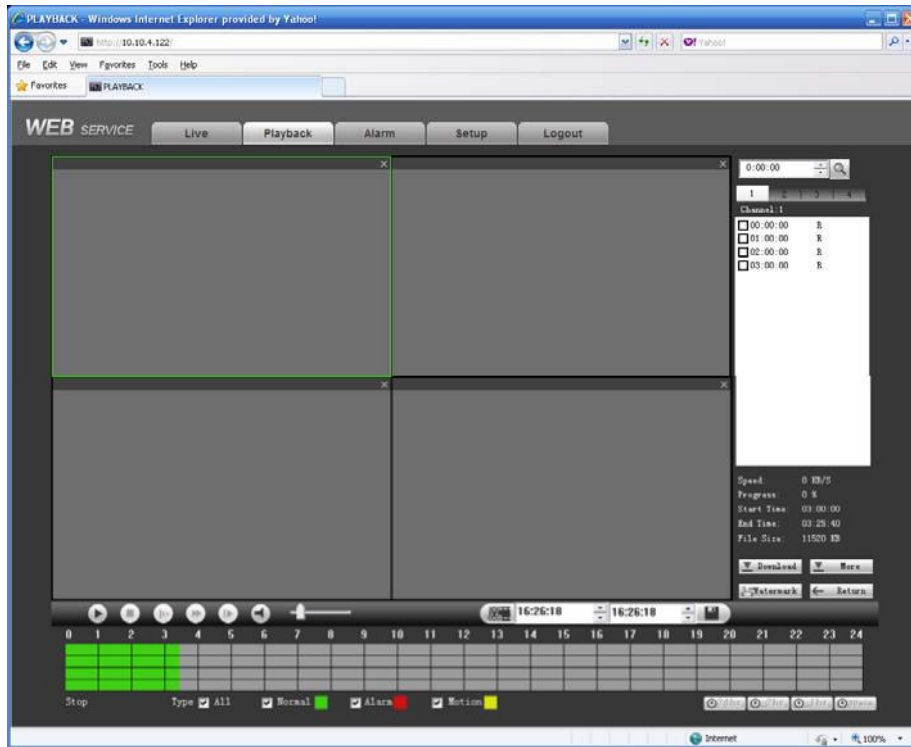 PLAYBACK - Windows Internet Explorer provided by Yahoo!
http://10.10.4.122/
Yahoo!
File Edit View Favorites Tools Help
Favorites PLAYBACK
WEB SERVICE Live Playback Alarm Setup Logout
0:00:00
1 2 3 4
Channel:1
00:00:00 R
01:00:00 R
02:00:00 R
03:00:00 R
Speed: 0 KB/S
Progress: 0 %
Start Time: 03:00:00
End Time: 03:25:40
File Size: 11520 KB
Download More
Watermark Return
16:26:18 16:26:18
0 1 2 3 4 5 6 7 8 9 10 11 12 13 14 15 16 17 18 19 20 21 22 23 24
Stop Type All Normal Alarm Motion
Internet 100%